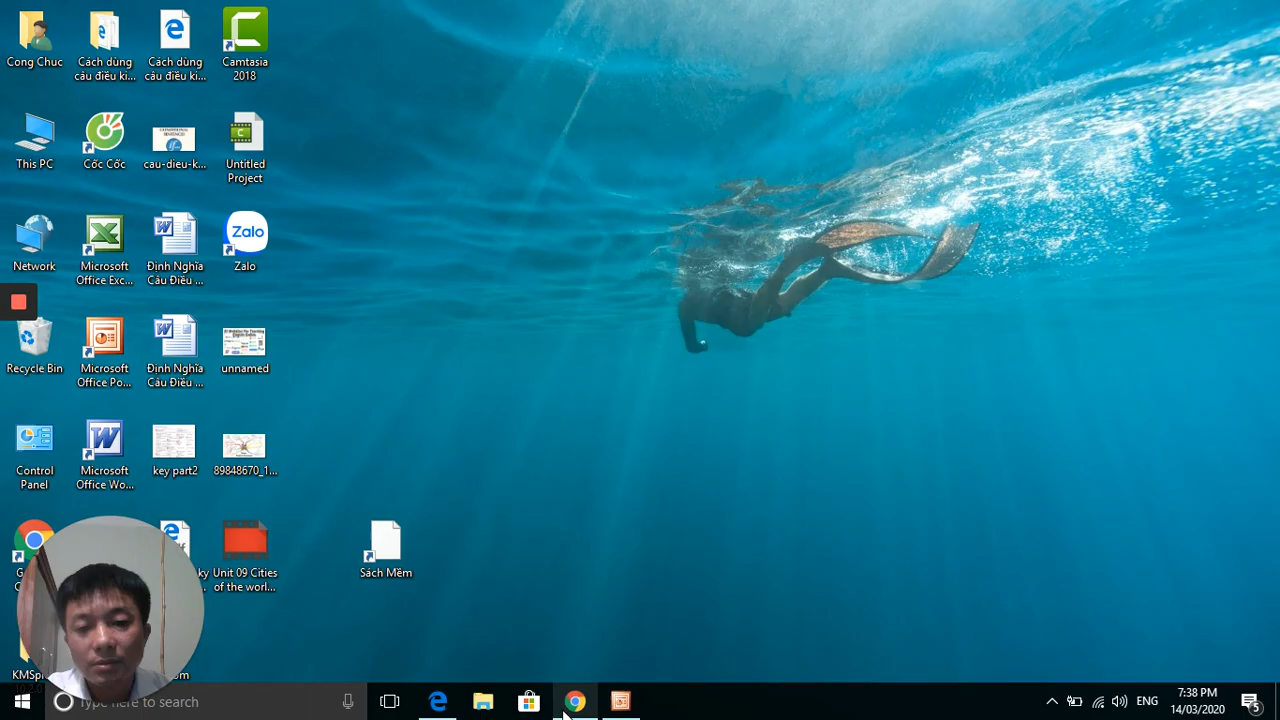 Cong Chuc
Cách dùng
câu điều ki...
Cách dùng
câu điều ki...
Camtasia
2018
This PC
Cốc Cốc
cau-dieu-k...
Untitled
Project
Network
Microsoft
Office Exc...
Định Nghĩa
Câu Điều ...
Zalo
Zalo
Recycle Bin
Microsoft
Office Po...
Định Nghĩa
Câu Điều ...
unnamed
Control
Panel
Microsoft
Office Wo...
key part2
89848670_1...
Unit 09 Cities
of the worl...
Sách Mềm
Type here to search
ENG
7:38 PM
14/03/2020
5